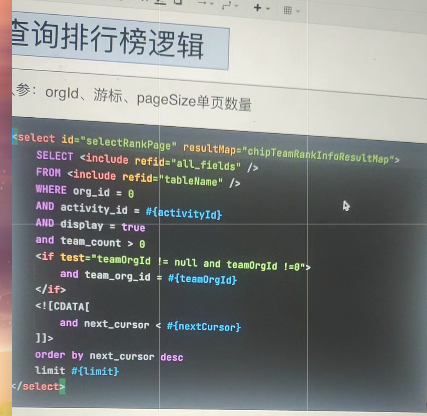 查询排行榜逻辑
参：orgId、游标、pageSize单页数量
<select id="selectRankPage" resultMap="chipTeamRankInfoResultMap">
SELECT <include refid="all_fields" />
FROM <include refid="tableName" />
WHERE org_id = 0
AND activity_id = #{activityId}
AND display = true
and team_count > 0
<if test="teamOrgId != null and teamOrgId !=0">
and team_org_id = #{teamOrgId}
</if>
<![CDATA[
and next_cursor < #{nextCursor}
]]>
order by next_cursor desc
limit #{limit}
</select>